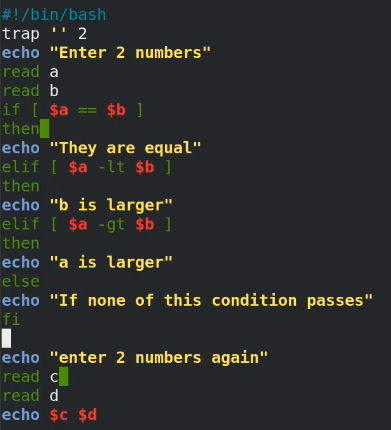 #!/bin/bash
trap '' 2
echo "Enter 2 numbers"
read a
read b
if [ $a == $b ]
then
echo "They are equal"
elif [ $a -lt $b ]
then
echo "b is larger"
elif [ $a -gt $b ]
then
echo "a is larger"
else
echo "If none of this condition passes"
fi
echo "enter 2 numbers again"
read c
read d
echo $c $d